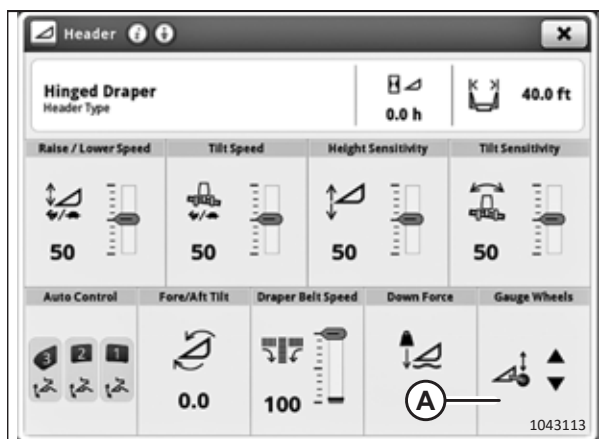 Header
Hinged Draper
Header Type
0.0 h
40.0 ft
Raise / Lower Speed
Tilt Speed
Height Sensitivity
Tilt Sensitivity
50
50
50
50
Auto Control
Fore/Aft Tilt
Draper Belt Speed
Down Force
Gauge Wheels
3 2 1
0.0
100
A
1043113